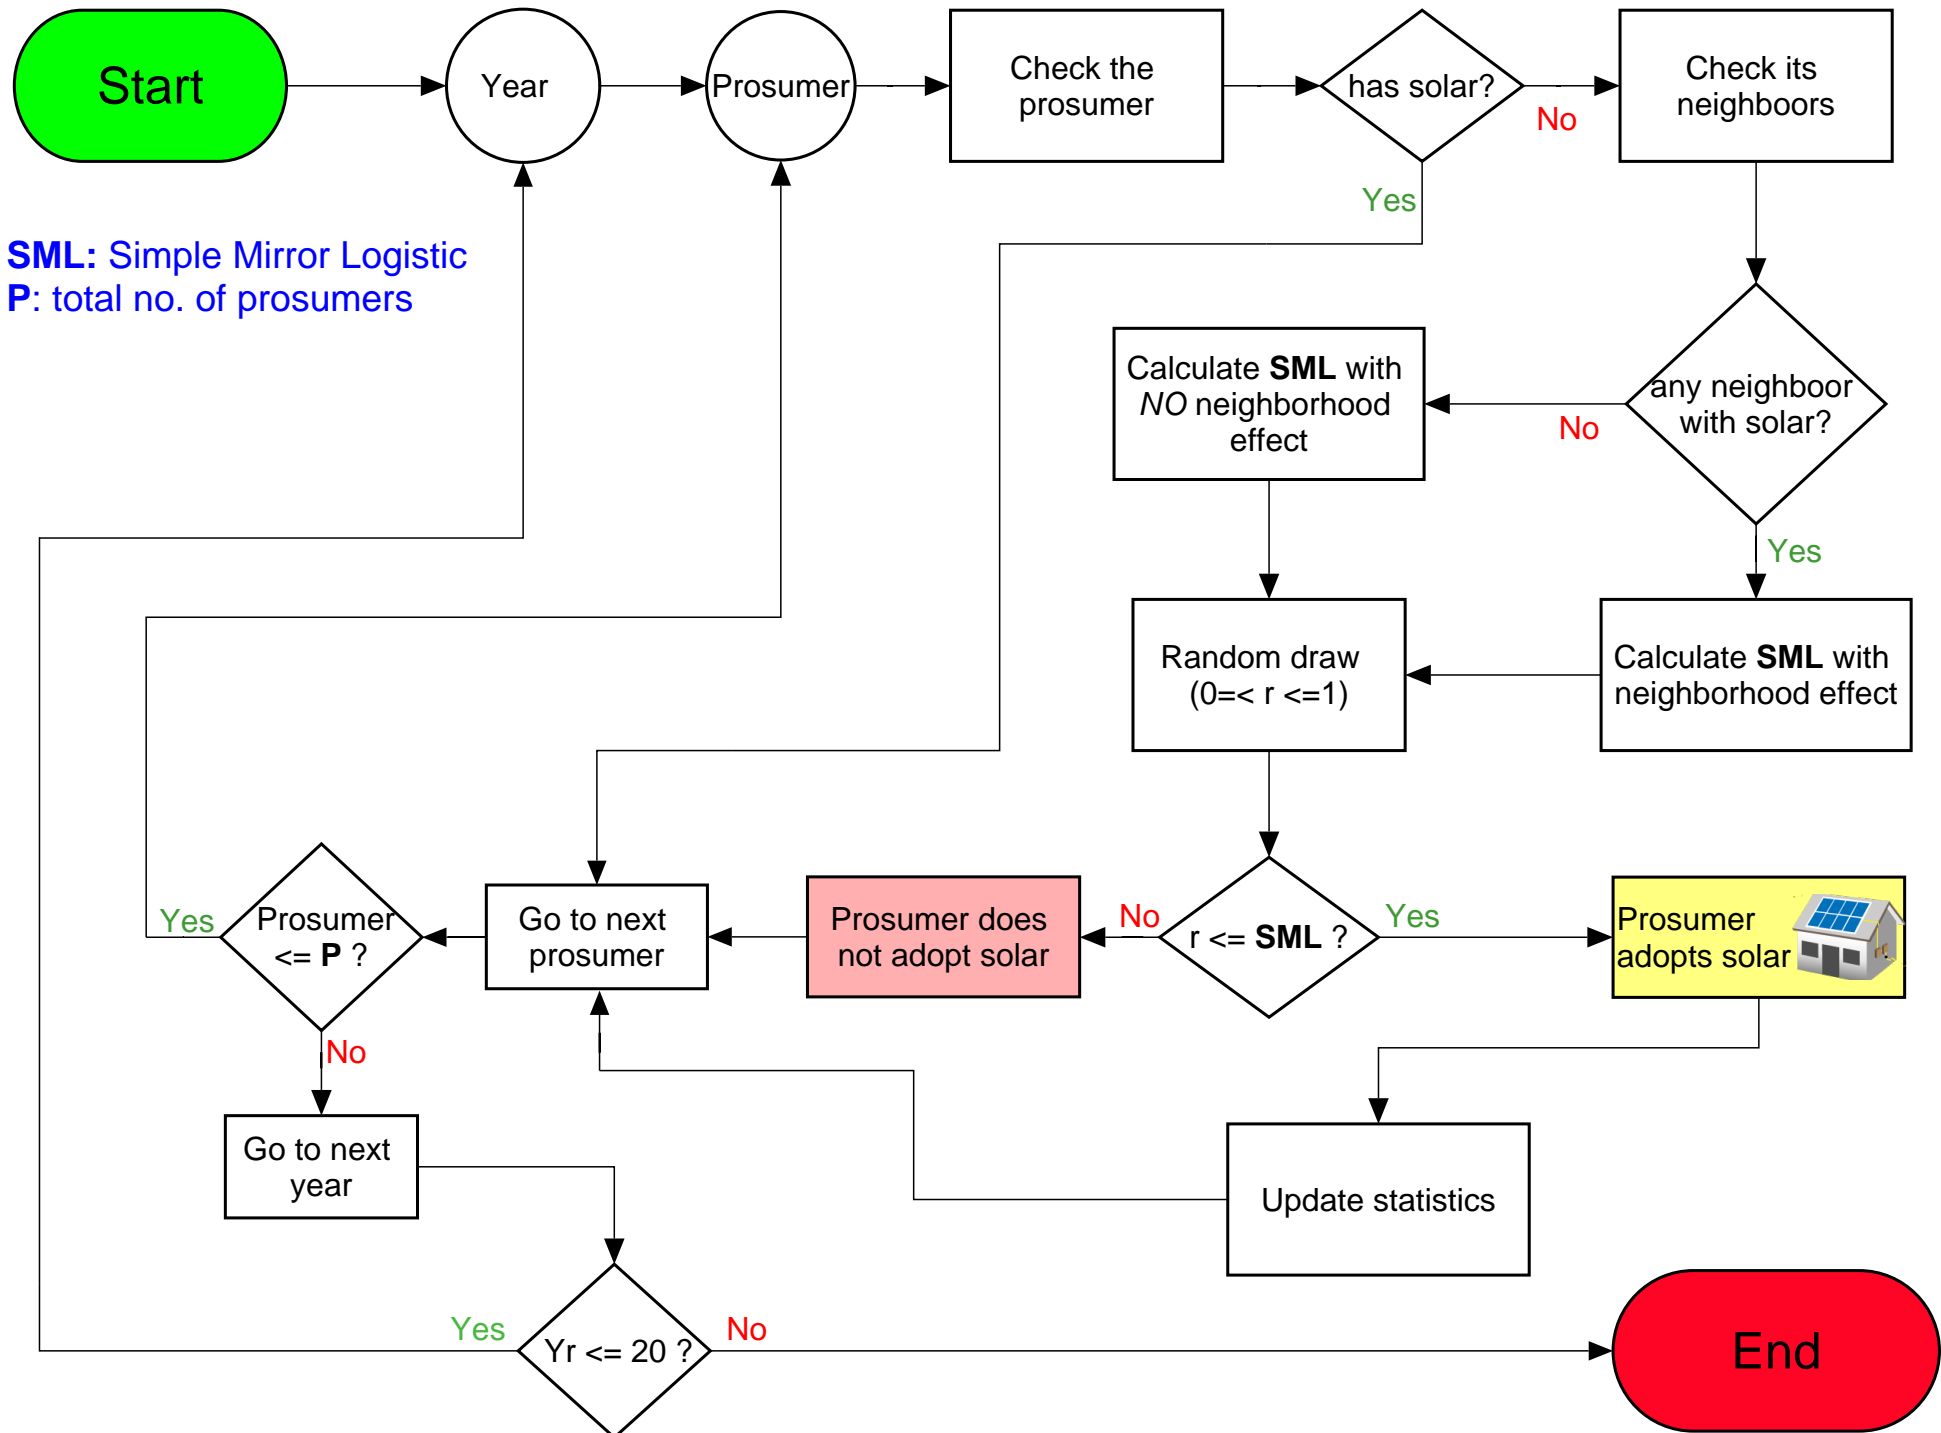 Start
Year
Prosumer
Check the
prosumer
has solar?
No
Yes
Check its
neighboors
SML: Simple Mirror Logistic
P: total no. of prosumers
any neighboor
with solar?
No
Yes
Calculate SML with
NO neighborhood
effect
Calculate SML with
neighborhood effect
Random draw
(0=< r <=1)
r <= SML ?
No
Yes
Prosumer does
not adopt solar
Prosumer
adopts solar
Go to next
prosumer
Prosumer
<= P ?
Yes
No
Go to next
year
Update statistics
Yr <= 20 ?
Yes
No
End